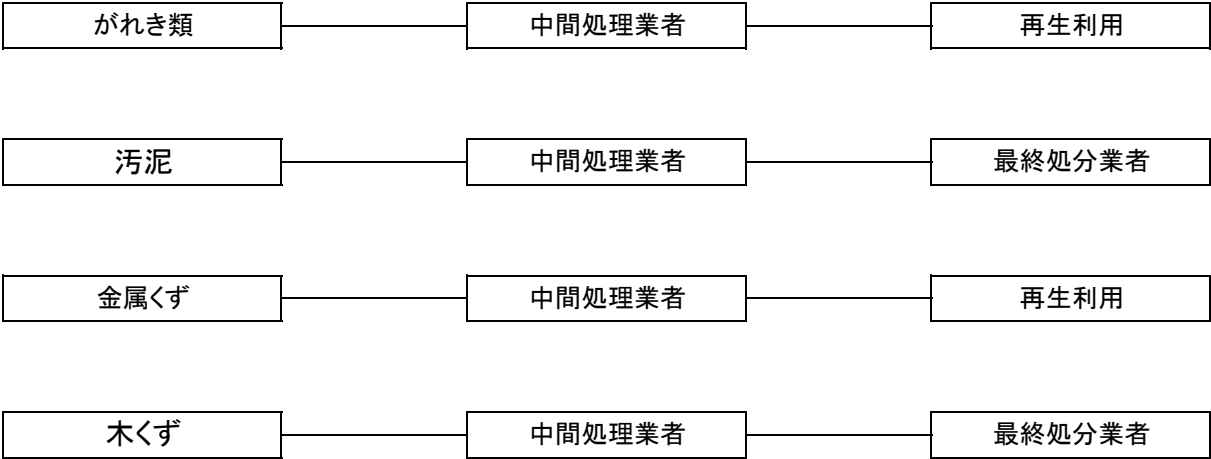 がれき類 中間処理業者 再生利用
汚泥 中間処理業者 最終処分業者
金属くず 中間処理業者 再生利用
木くず 中間処理業者 最終処分業者